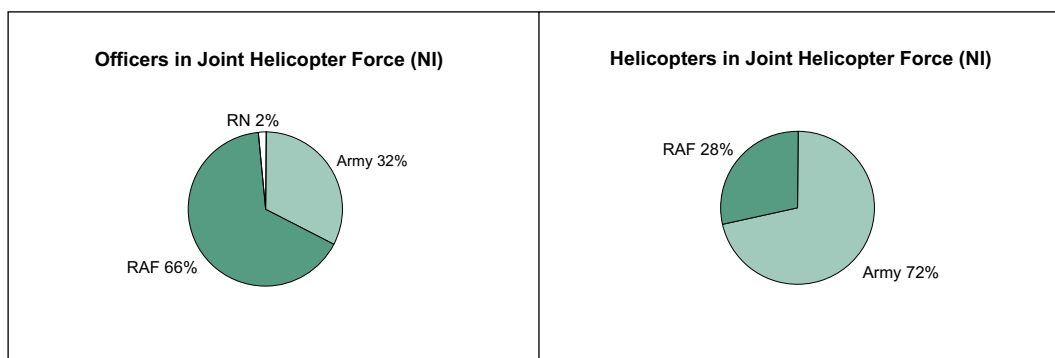 Officers in Joint Helicopter Force (NI)
RN 2%
Army 32%
RAF 66%
Helicopters in Joint Helicopter Force (NI)
RAF 28%
Army 72%